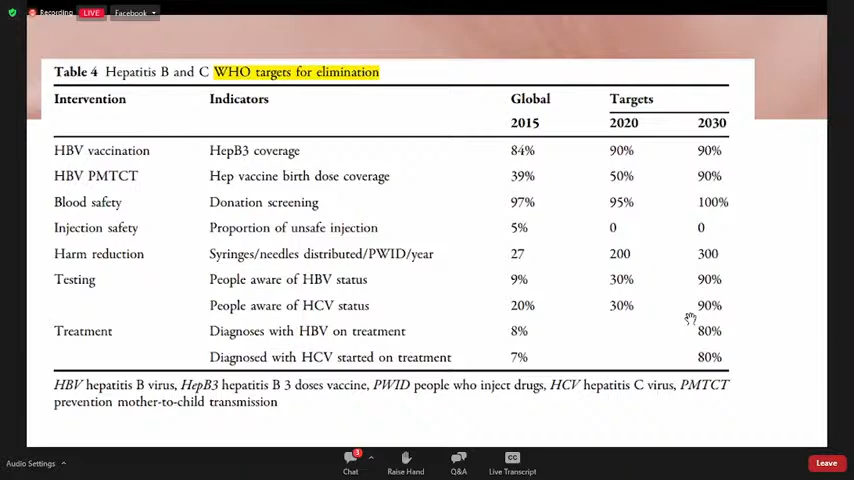 Recording LIVE Facebook
Table 4 Hepatitis B and C WHO targets for elimination
Intervention Indicators Global Targets
2015 2020 2030
HBV vaccination HepB3 coverage 84% 90% 90%
HBV PMTCT Hep vaccine birth dose coverage 39% 50% 90%
Blood safety Donation screening 97% 95% 100%
Injection safety Proportion of unsafe injection 5% 0 0
Harm reduction Syringes/needles distributed/PWID/year 27 200 300
Testing People aware of HBV status 9% 30% 90%
People aware of HCV status 20% 30% 90%
Treatment Diagnoses with HBV on treatment 8% 80%
Diagnosed with HCV started on treatment 7% 80%
HBV hepatitis B virus, HepB3 hepatitis B 3 doses vaccine, PWID people who inject drugs, HCV hepatitis C virus, PMTCT
prevention mother-to-child transmission
3
Audio Settings Chat Raise Hand Q&A Live Transcript Leave
CC